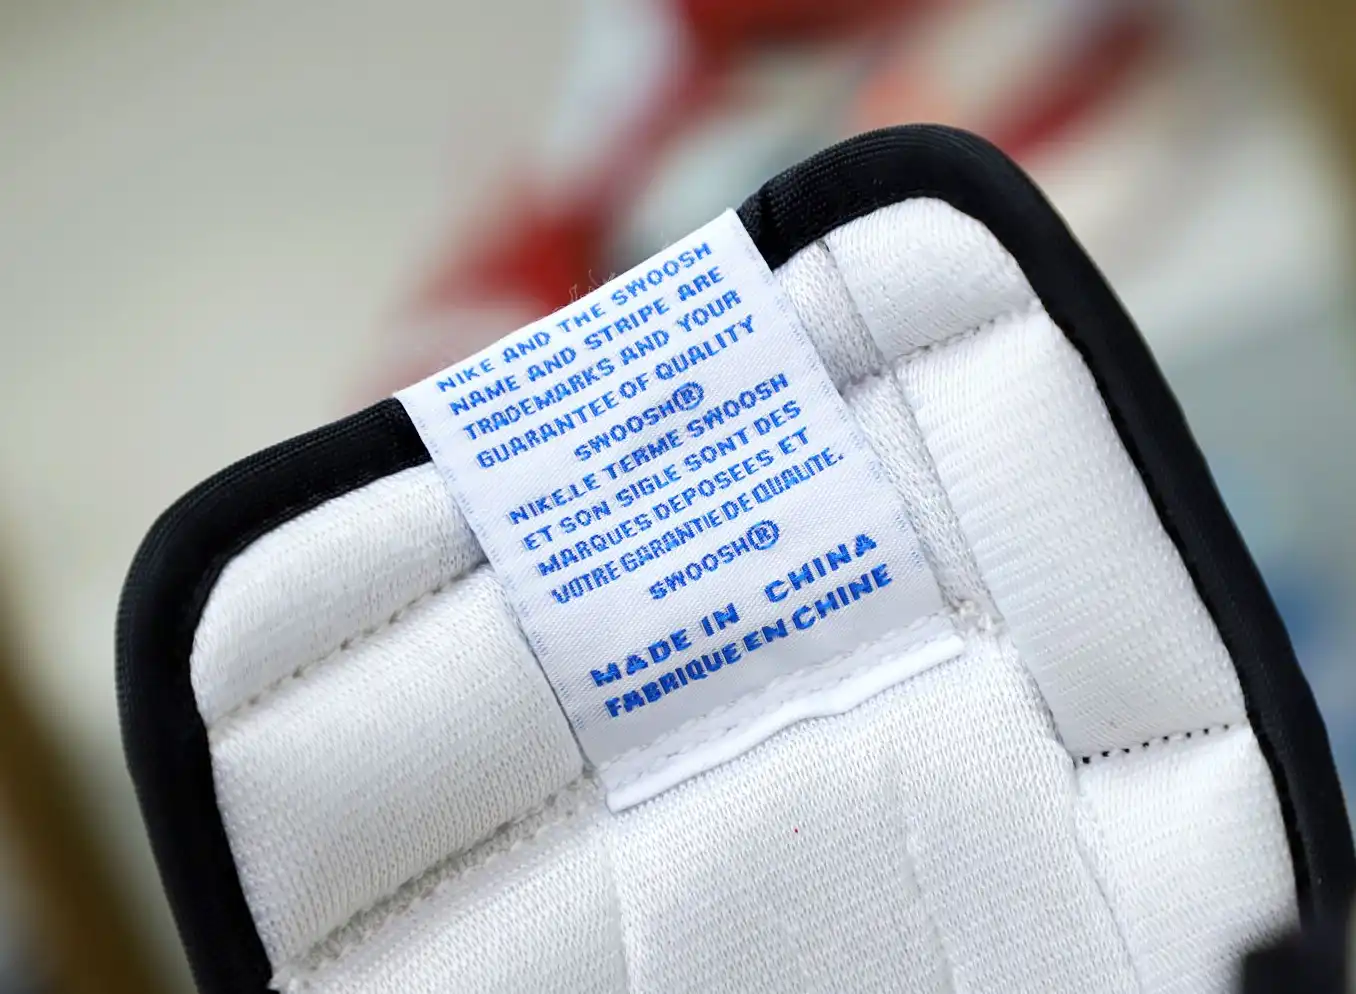 NIKE AND THE SWOOSH
NAME AND STRIPE ARE
TRADEMARKS AND YOUR
GUARANTEE OF QUALITY
SWOOSH®
NIKE.LE TERME SWOOSH
ET SON SIGLE SONT DES
MARQUES DEPOSEES ET
VOTRE GARANTIE DE QUALITE.
SWOOSH®
MADE IN CHINA
FABRIQUE EN CHINE